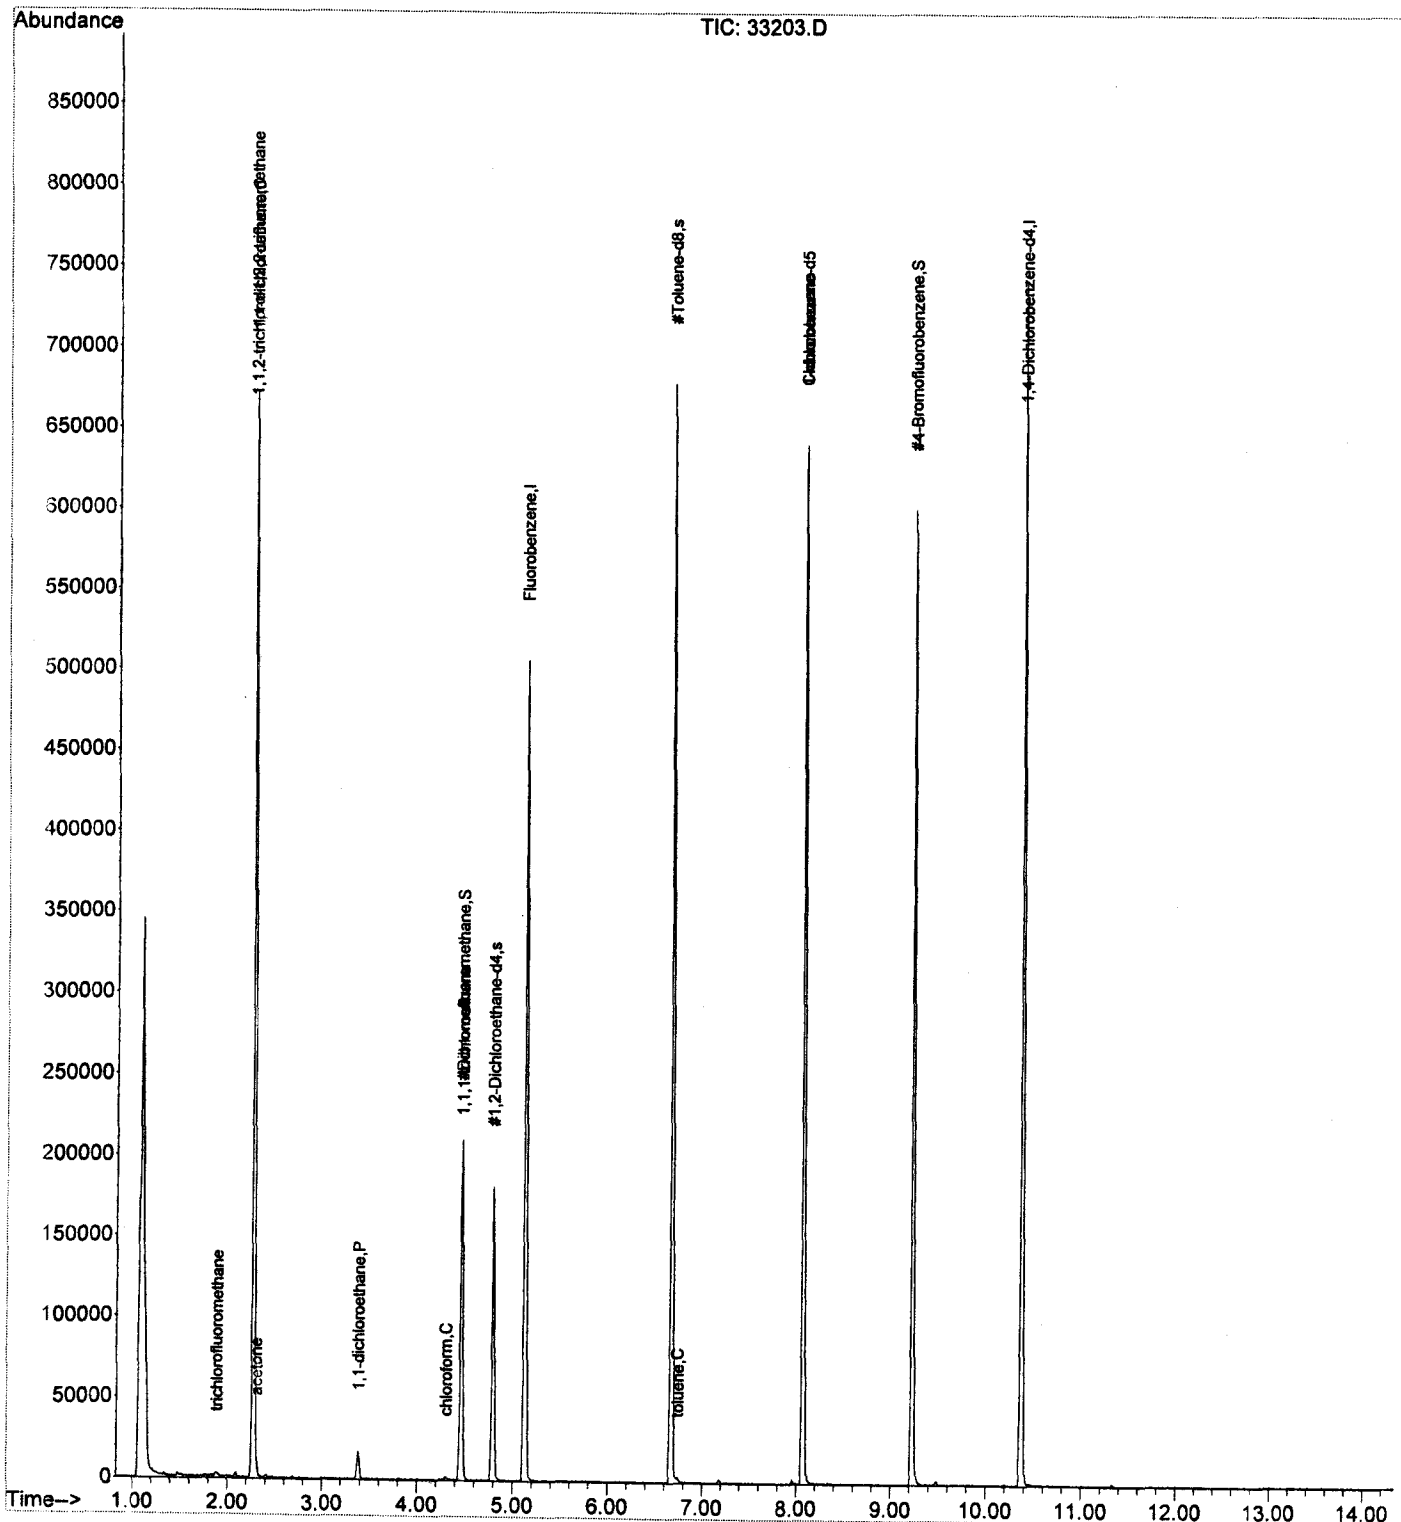 Abundance
TIC: 33203.D
850000
800000
750000
700000
650000
600000
550000
500000
450000
400000
350000
300000
250000
200000
150000
100000
50000
0
Time-->
1.00 2.00 3.00 4.00 5.00 6.00 7.00 8.00 9.00 10.00 11.00 12.00 13.00 14.00
trichlorofluoromethane
acetone
1,1-dichloroethane,P
chloroform,C
#1,2-Dichloroethane-d4,s
Fluorobenzene,I
#Toluene-d8,s
toluene,C
#4-Bromofluorobenzene,S
1,4-Dichlorobenzene-d4,I